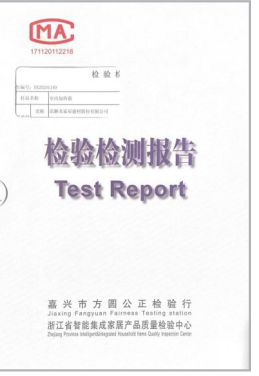 MA
171120112218
检验检测报告
Test Report
嘉兴市方圆公正检验行
Jiaxing Fangyuan Fairness Testing station
浙江省智能集成家居产品质量检验中心
Zhejiang Province Intelligent&Integrated Household Items Quality Inspection Center